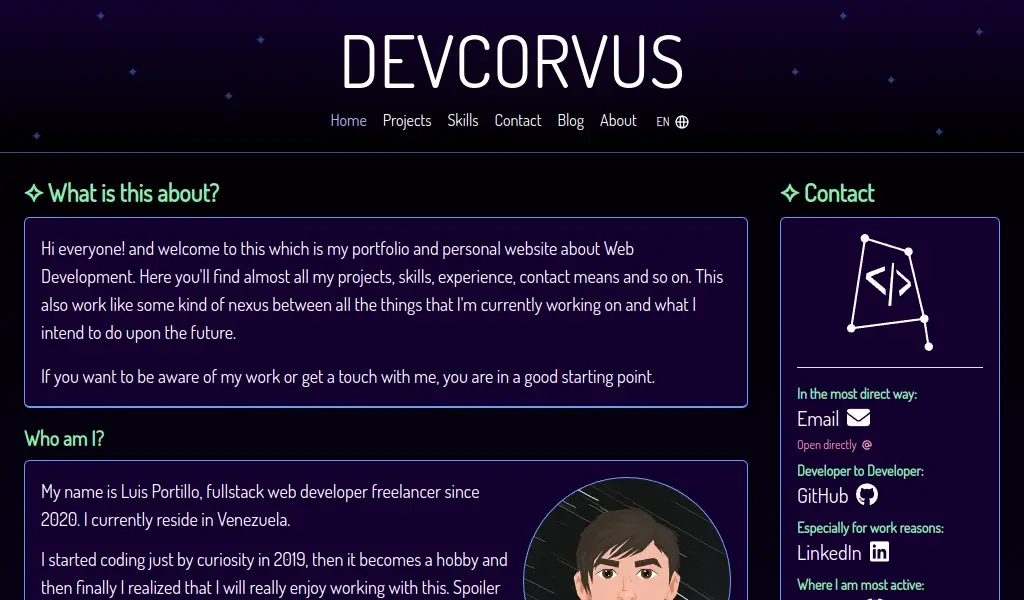 DEVCORVUS
Home Projects Skills Contact Blog About EN
What is this about?
Hi everyone! and welcome to this which is my portfolio and personal website about Web
Development. Here you'll find almost all my projects, skills, experience, contact means and so on. This
also work like some kind of nexus between all the things that I'm currently working on and what I
intend to do upon the future.
If you want to be aware of my work or get a touch with me, you are in a good starting point.
Who am I?
My name is Luis Portillo, fullstack web developer freelancer since
2020. I currently reside in Venezuela.
I started coding just by curiosity in 2019, then it becomes a hobby and
then finally I realized that I will really enjoy working with this. Spoiler
Contact
</>
In the most direct way:
Email
Open directly @
Developer to Developer:
GitHub
Especially for work reasons:
LinkedIn in
Where I am most active: